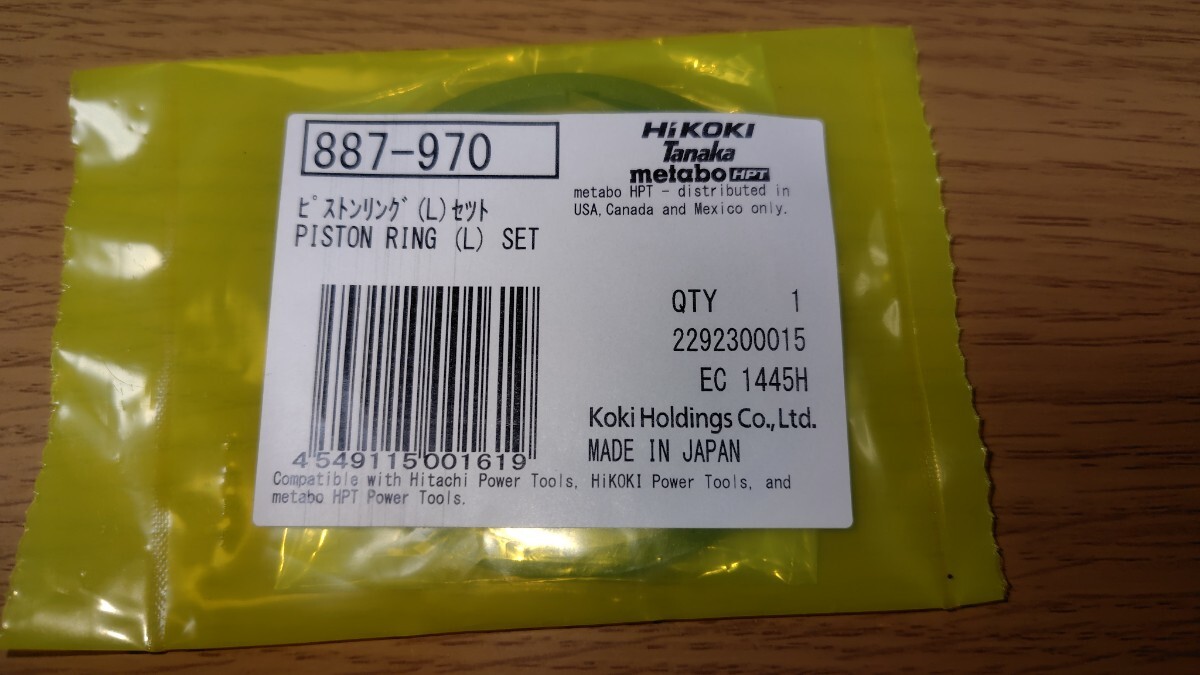 887-970
HiKOKI
Tanaka
metabo HPT
metabo HPT - distributed in
USA, Canada and Mexico only.
ﾋﾟｽﾄﾝﾘﾝｸﾞ (L) ｾｯﾄ
PISTON RING (L) SET
QTY 1
2292300015
EC 1445H
Koki Holdings Co., Ltd.
MADE IN JAPAN
4549115001619
Compatible with Hitachi Power Tools, HiKOKI Power Tools, and
metabo HPT Power Tools.